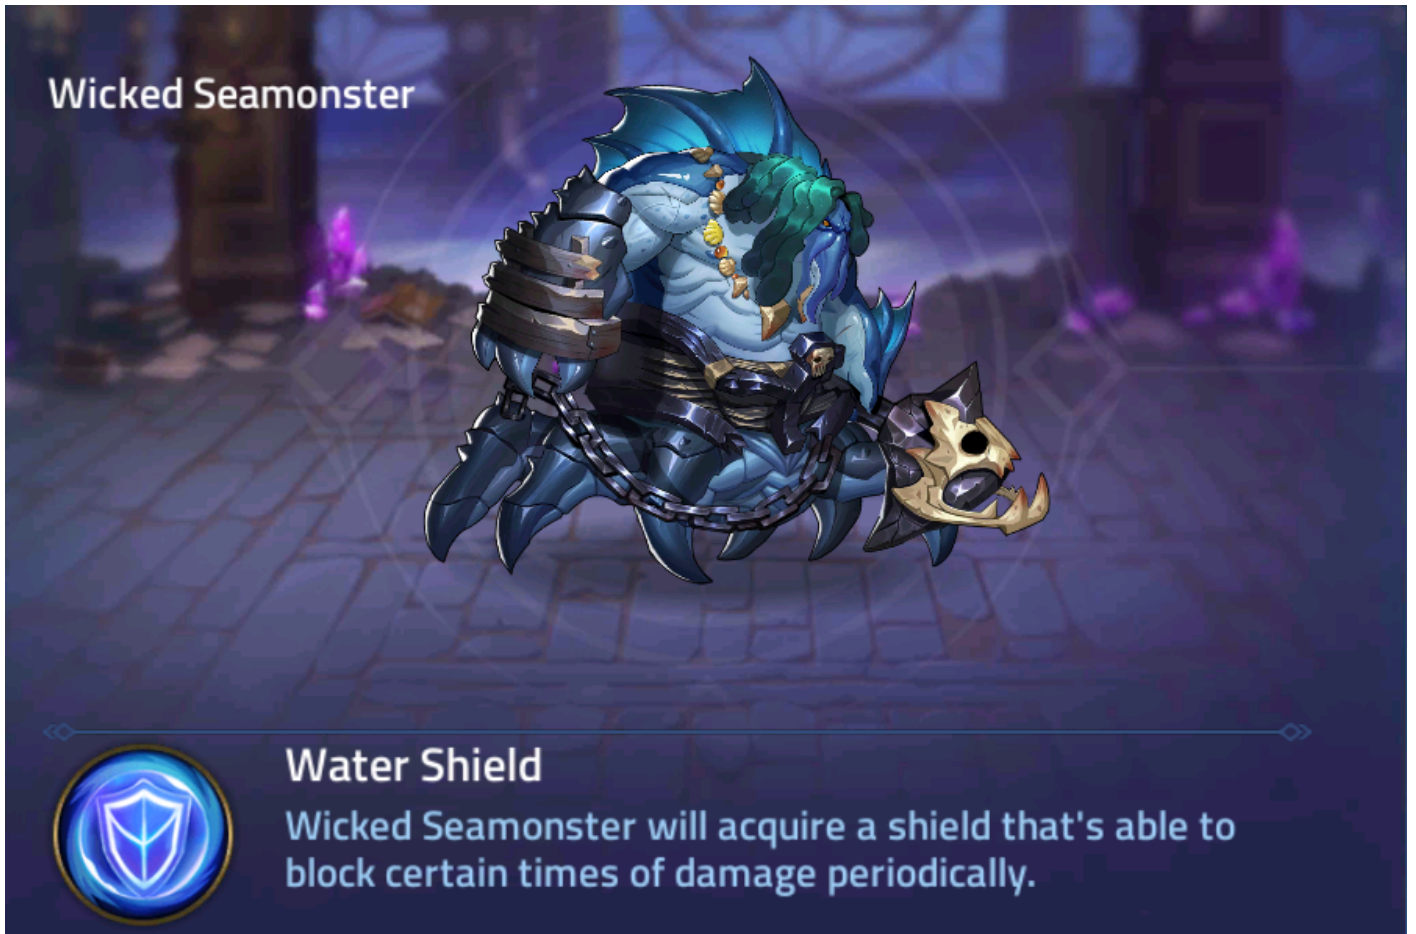 Wicked Seamonster
Water Shield
Wicked Seamonster will acquire a shield that's able to
block certain times of damage periodically.